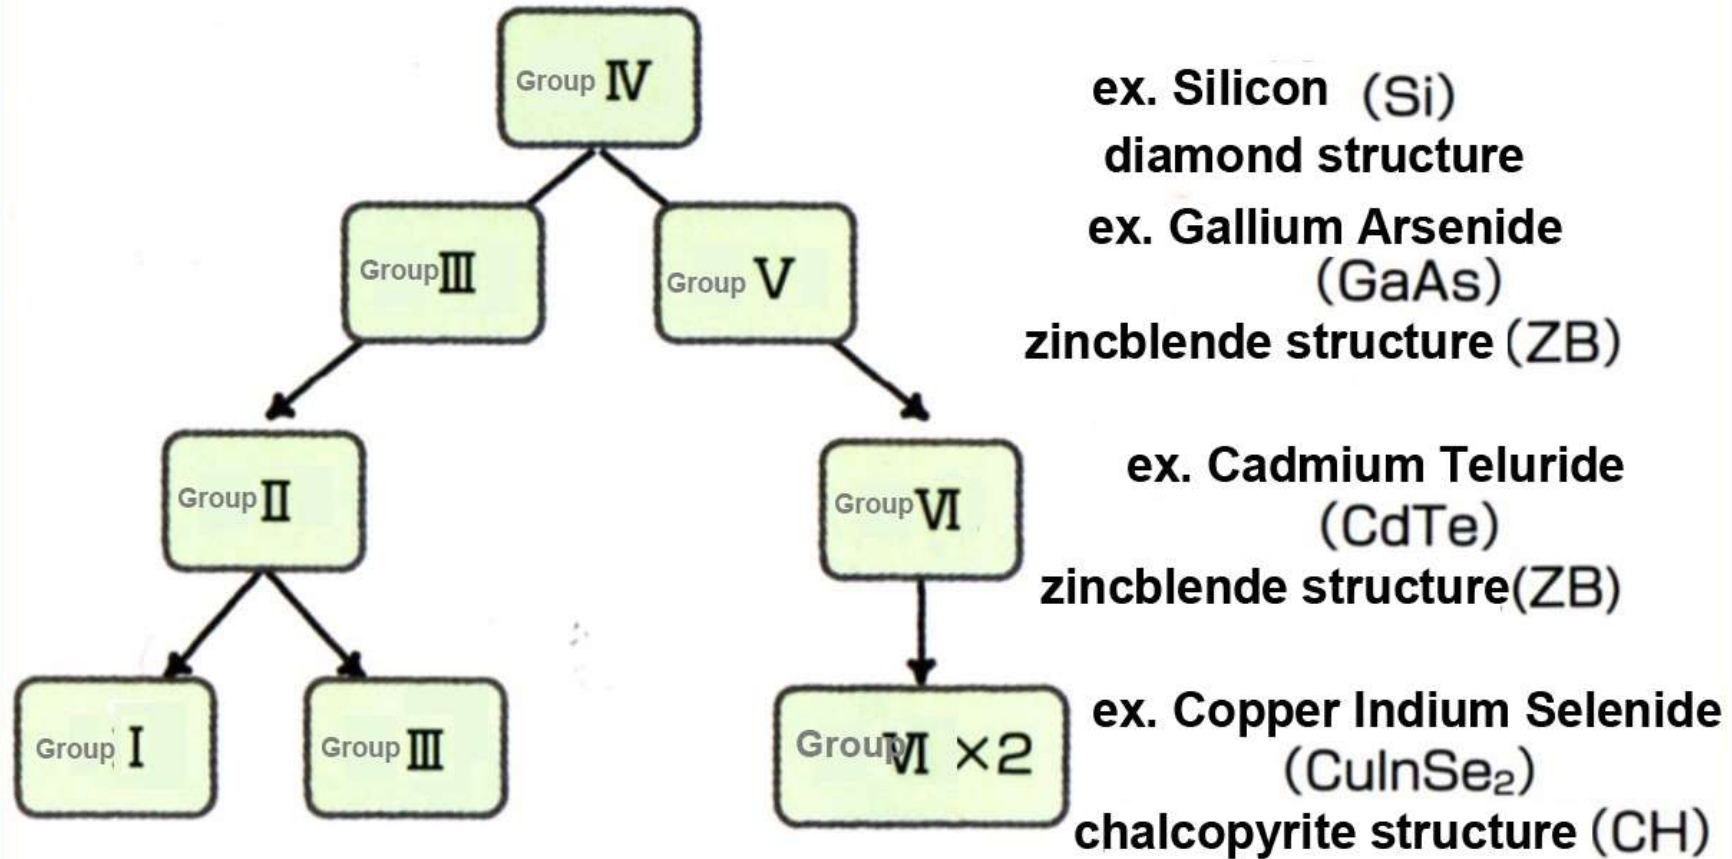 Group Ⅳ
ex. Silicon (Si)
diamond structure
Group Ⅲ
Group Ⅴ
ex. Gallium Arsenide
(GaAs)
zincblende structure (ZB)
Group Ⅱ
Group Ⅵ
ex. Cadmium Teluride
(CdTe)
zincblende structure(ZB)
Group Ⅰ
Group Ⅲ
Group Ⅵ ×2
ex. Copper Indium Selenide
(CuInSe₂)
chalcopyrite structure (CH)